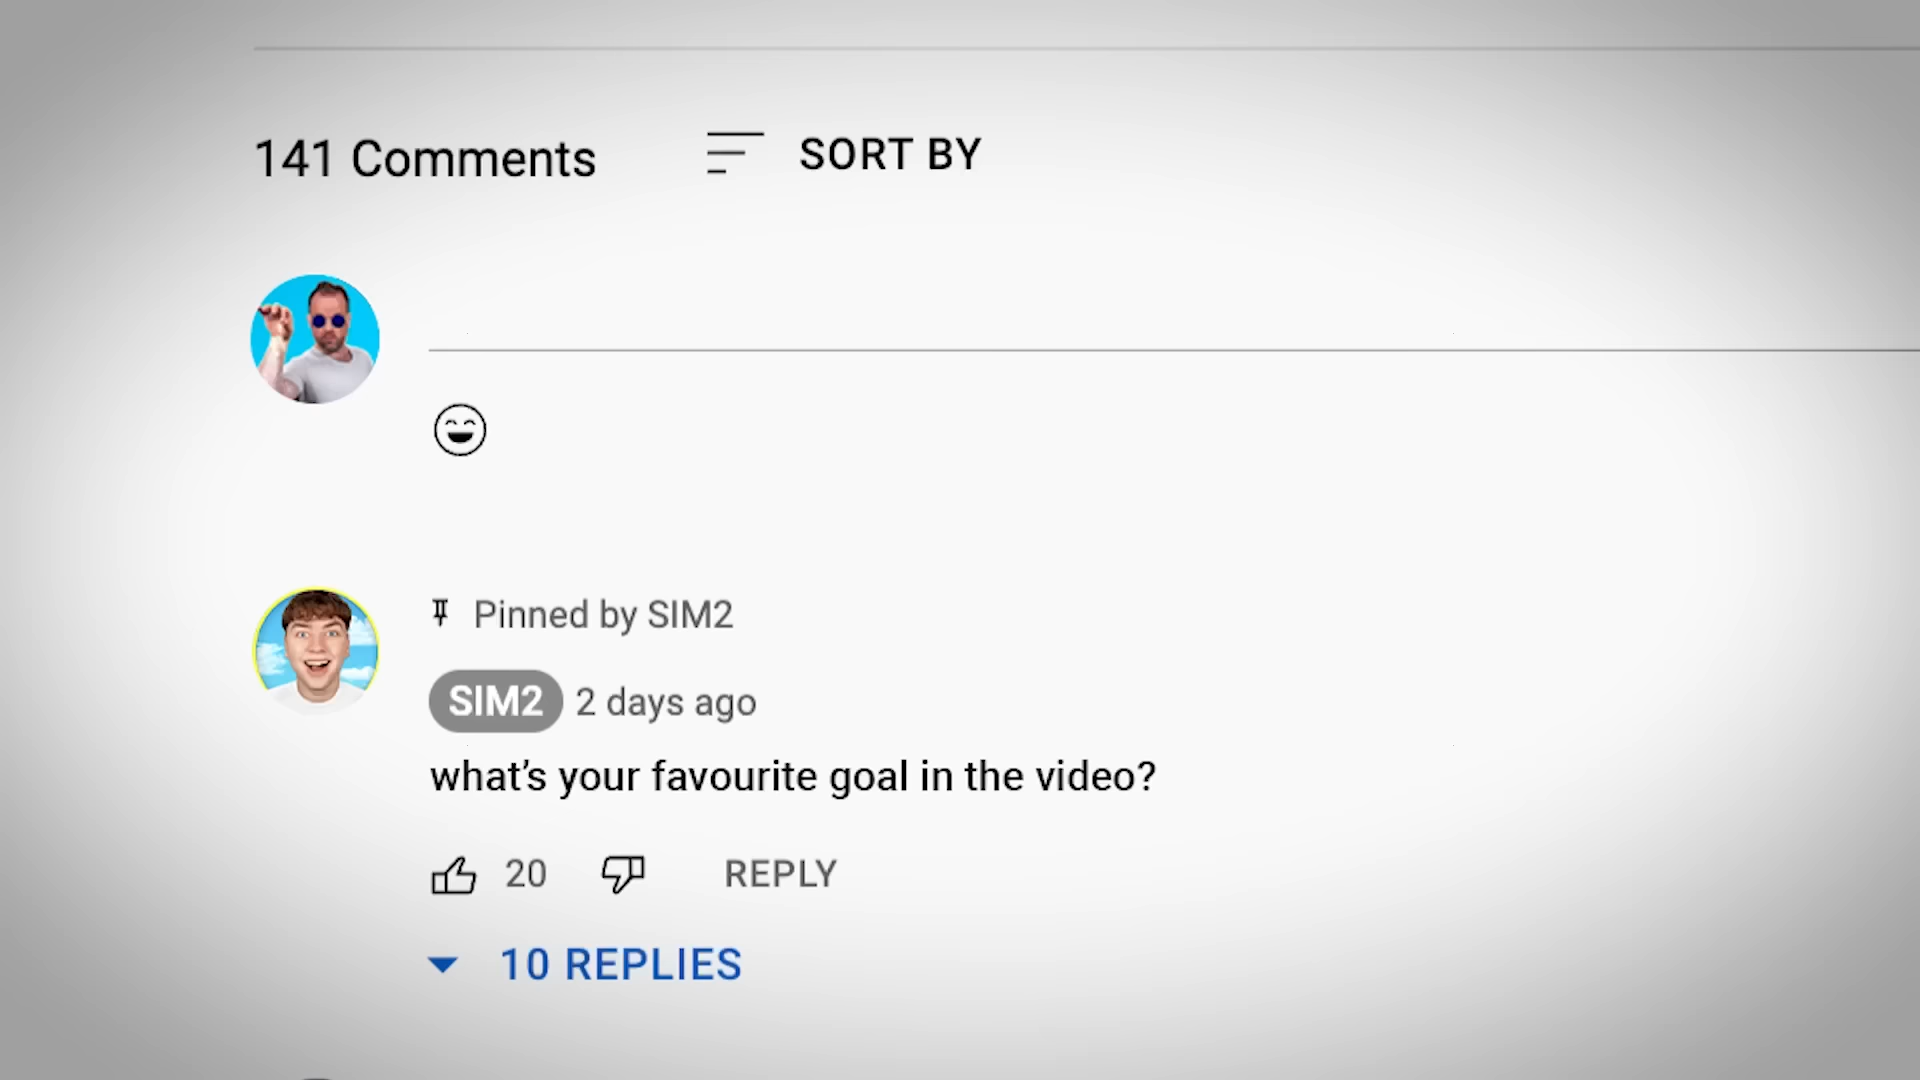 141 Comments SORT BY
Pinned by SIM2
SIM2 2 days ago
what's your favourite goal in the video?
20 REPLY
10 REPLIES